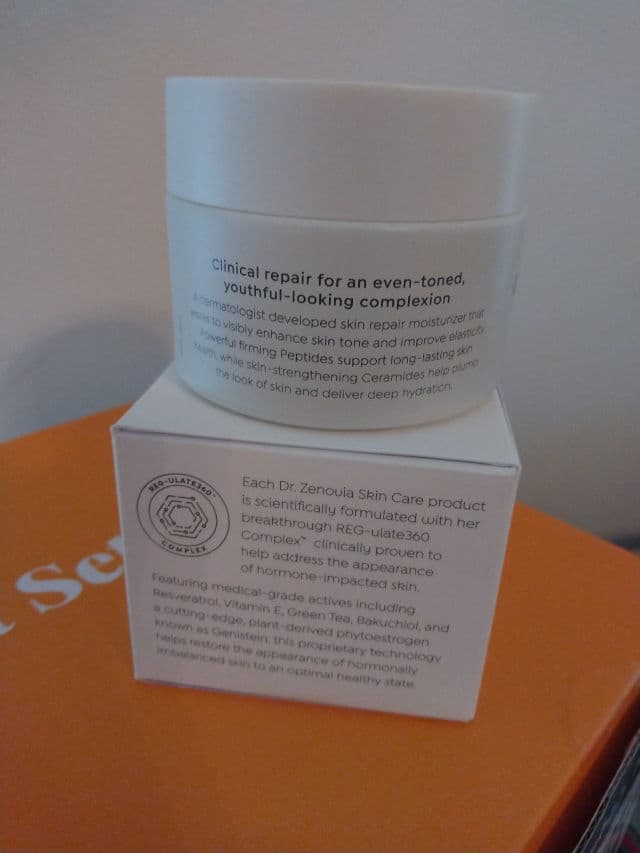 Clinical repair for an even-toned,
youthful-looking complexion
A dermatologist developed skin repair moisturizer that
works to visibly enhance skin tone and improve elasticity.
Powerful firming Peptides support long-lasting skin
health, while skin-strengthening Ceramides help plump
the look of skin and deliver deep hydration.
REG-ULATE360™
COMPLEX
Each Dr. Zenovia Skin Care product
is scientifically formulated with her
breakthrough REG-ulate360
Complex™ clinically proven to
help address the appearance
of hormone-impacted skin.
Featuring medical-grade actives including
Resveratrol, Vitamin E, Green Tea, Bakuchiol, and
a cutting-edge, plant-derived phytoestrogen
known as Genistein, this proprietary technology
helps restore the appearance of hormonally
imbalanced skin to an optimal healthy state.